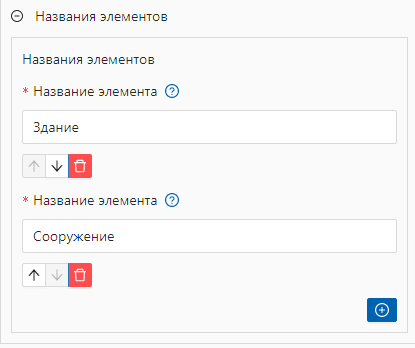 Названия элементов
Названия элементов
* Название элемента
Здание
* Название элемента
Сооружение